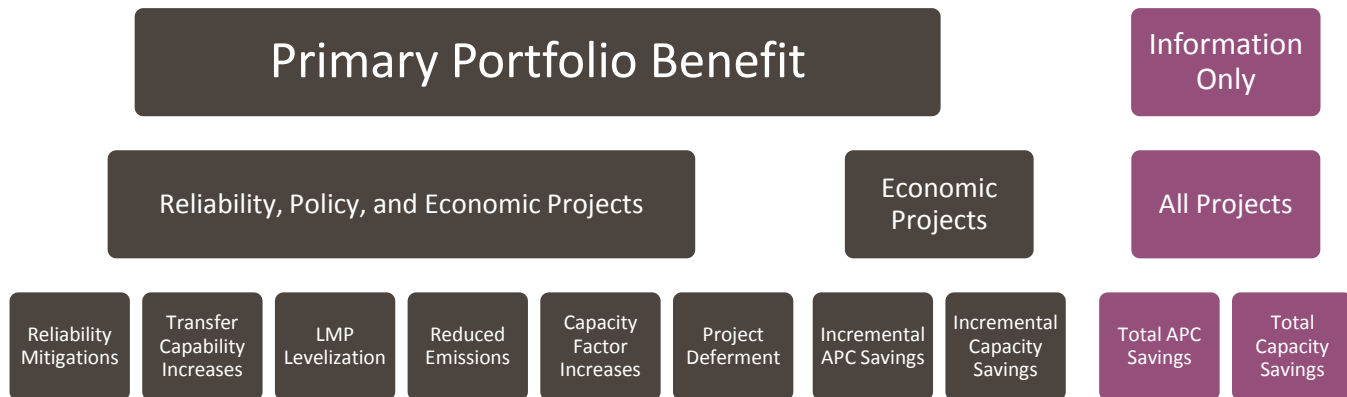 Primary Portfolio Benefit
Information
Only
Reliability, Policy, and Economic Projects
Economic
Projects
All Projects
Reliability
Mitigations
Transfer
Capability
Increases
LMP
Levelization
Reduced
Emissions
Capacity
Factor
Increases
Project
Deferment
Incremental
APC Savings
Incremental
Capacity
Savings
Total APC
Savings
Total
Capacity
Savings